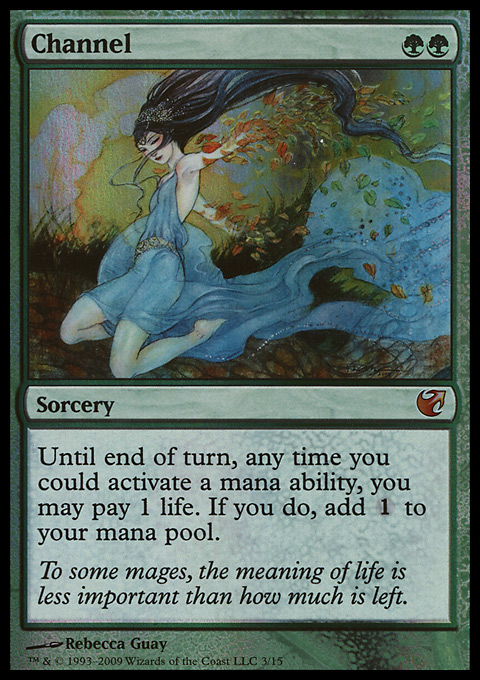 Channel
Sorcery
Until end of turn, any time you
could activate a mana ability, you
may pay 1 life. If you do, add 1 to
your mana pool.
To some mages, the meaning of life is
less important than how much is left.
Rebecca Guay
™ & © 1993–2009 Wizards of the Coast LLC 3/15